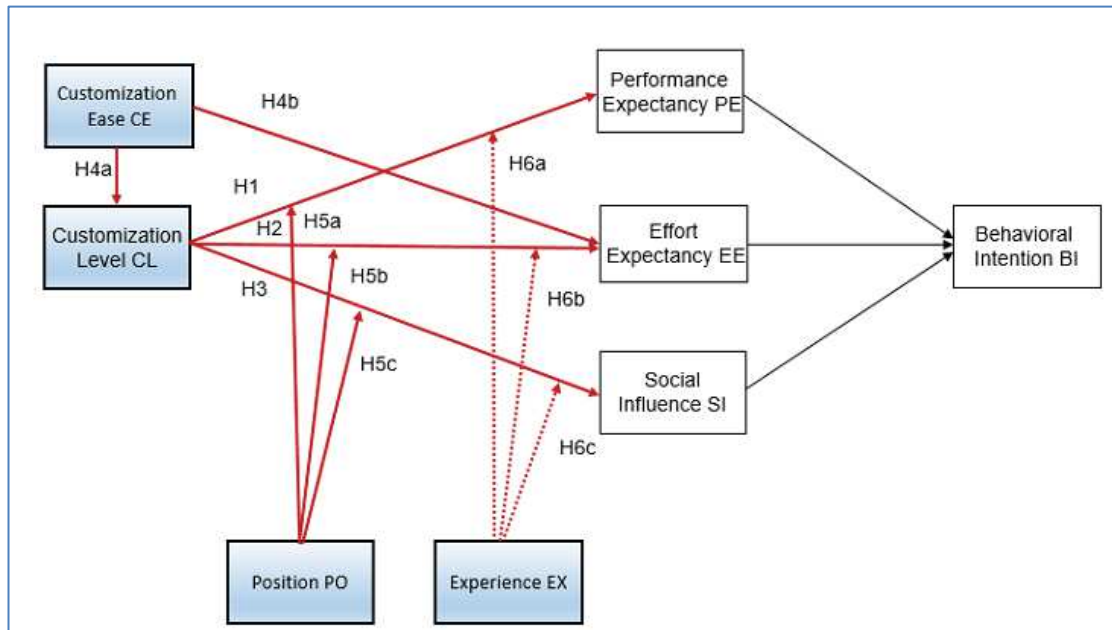 Customization
Ease CE
Performance
Expectancy PE
H4b
H4a
H6a
H1
H2
H5a
Customization
Level CL
Effort
Expectancy EE
Behavioral
Intention BI
H5b
H3
H6b
H5c
Social
Influence SI
H6c
Position PO
Experience EX